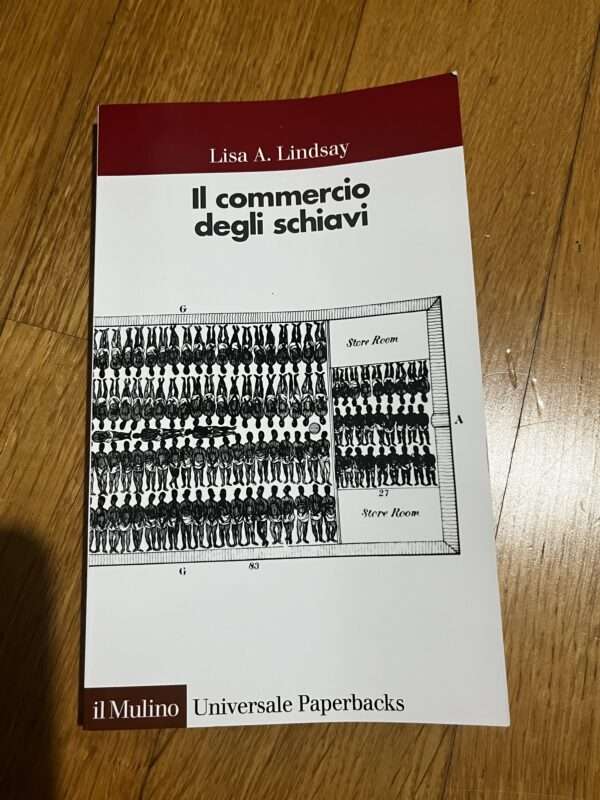 Lisa A. Lindsay
Il commercio
degli schiavi
G
Store Room
A
27
Store Room
G
83
il Mulino
Universale Paperbacks